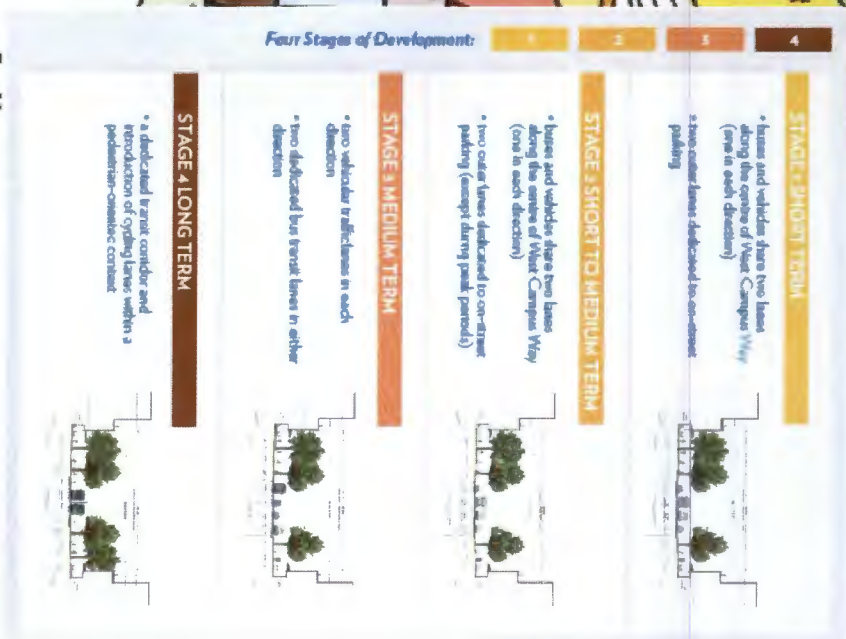 Four Stages of Development:
1
2
3
4
STAGE 1 SHORT TERM
• buses and vehicles share two lanes
along the centre of West Campus Way
(one in each direction)
• two outer lanes dedicated to on-street
parking
STAGE 2 SHORT TO MEDIUM TERM
• buses and vehicles share two lanes
along the centre of West Campus Way
(one in each direction)
• two outer lanes dedicated to on-street
parking (except during peak periods)
STAGE 3 MEDIUM TERM
• two vehicular traffic lanes in each
direction
• two dedicated bus transit lanes in either
direction
STAGE 4 LONG TERM
• a dedicated transit corridor and
introduction of cycling lanes within a
pedestrian-oriented context